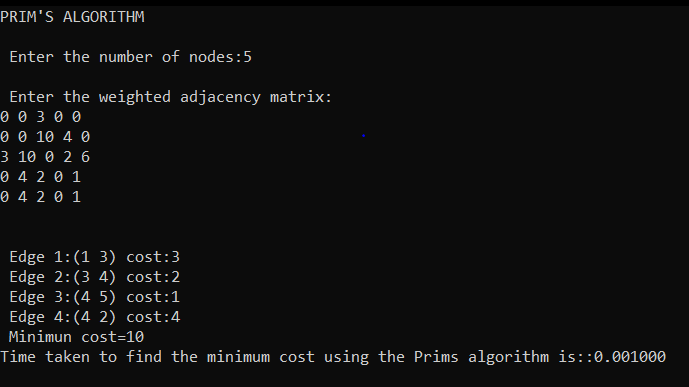 PRIM'S ALGORITHM
Enter the number of nodes:5
Enter the weighted adjacency matrix:
0 0 3 0 0
0 0 10 4 0
3 10 0 2 6
0 4 2 0 1
0 4 2 0 1
Edge 1:(1 3) cost:3
Edge 2:(3 4) cost:2
Edge 3:(4 5) cost:1
Edge 4:(4 2) cost:4
Minimun cost=10
Time taken to find the minimum cost using the Prims algorithm is::0.001000